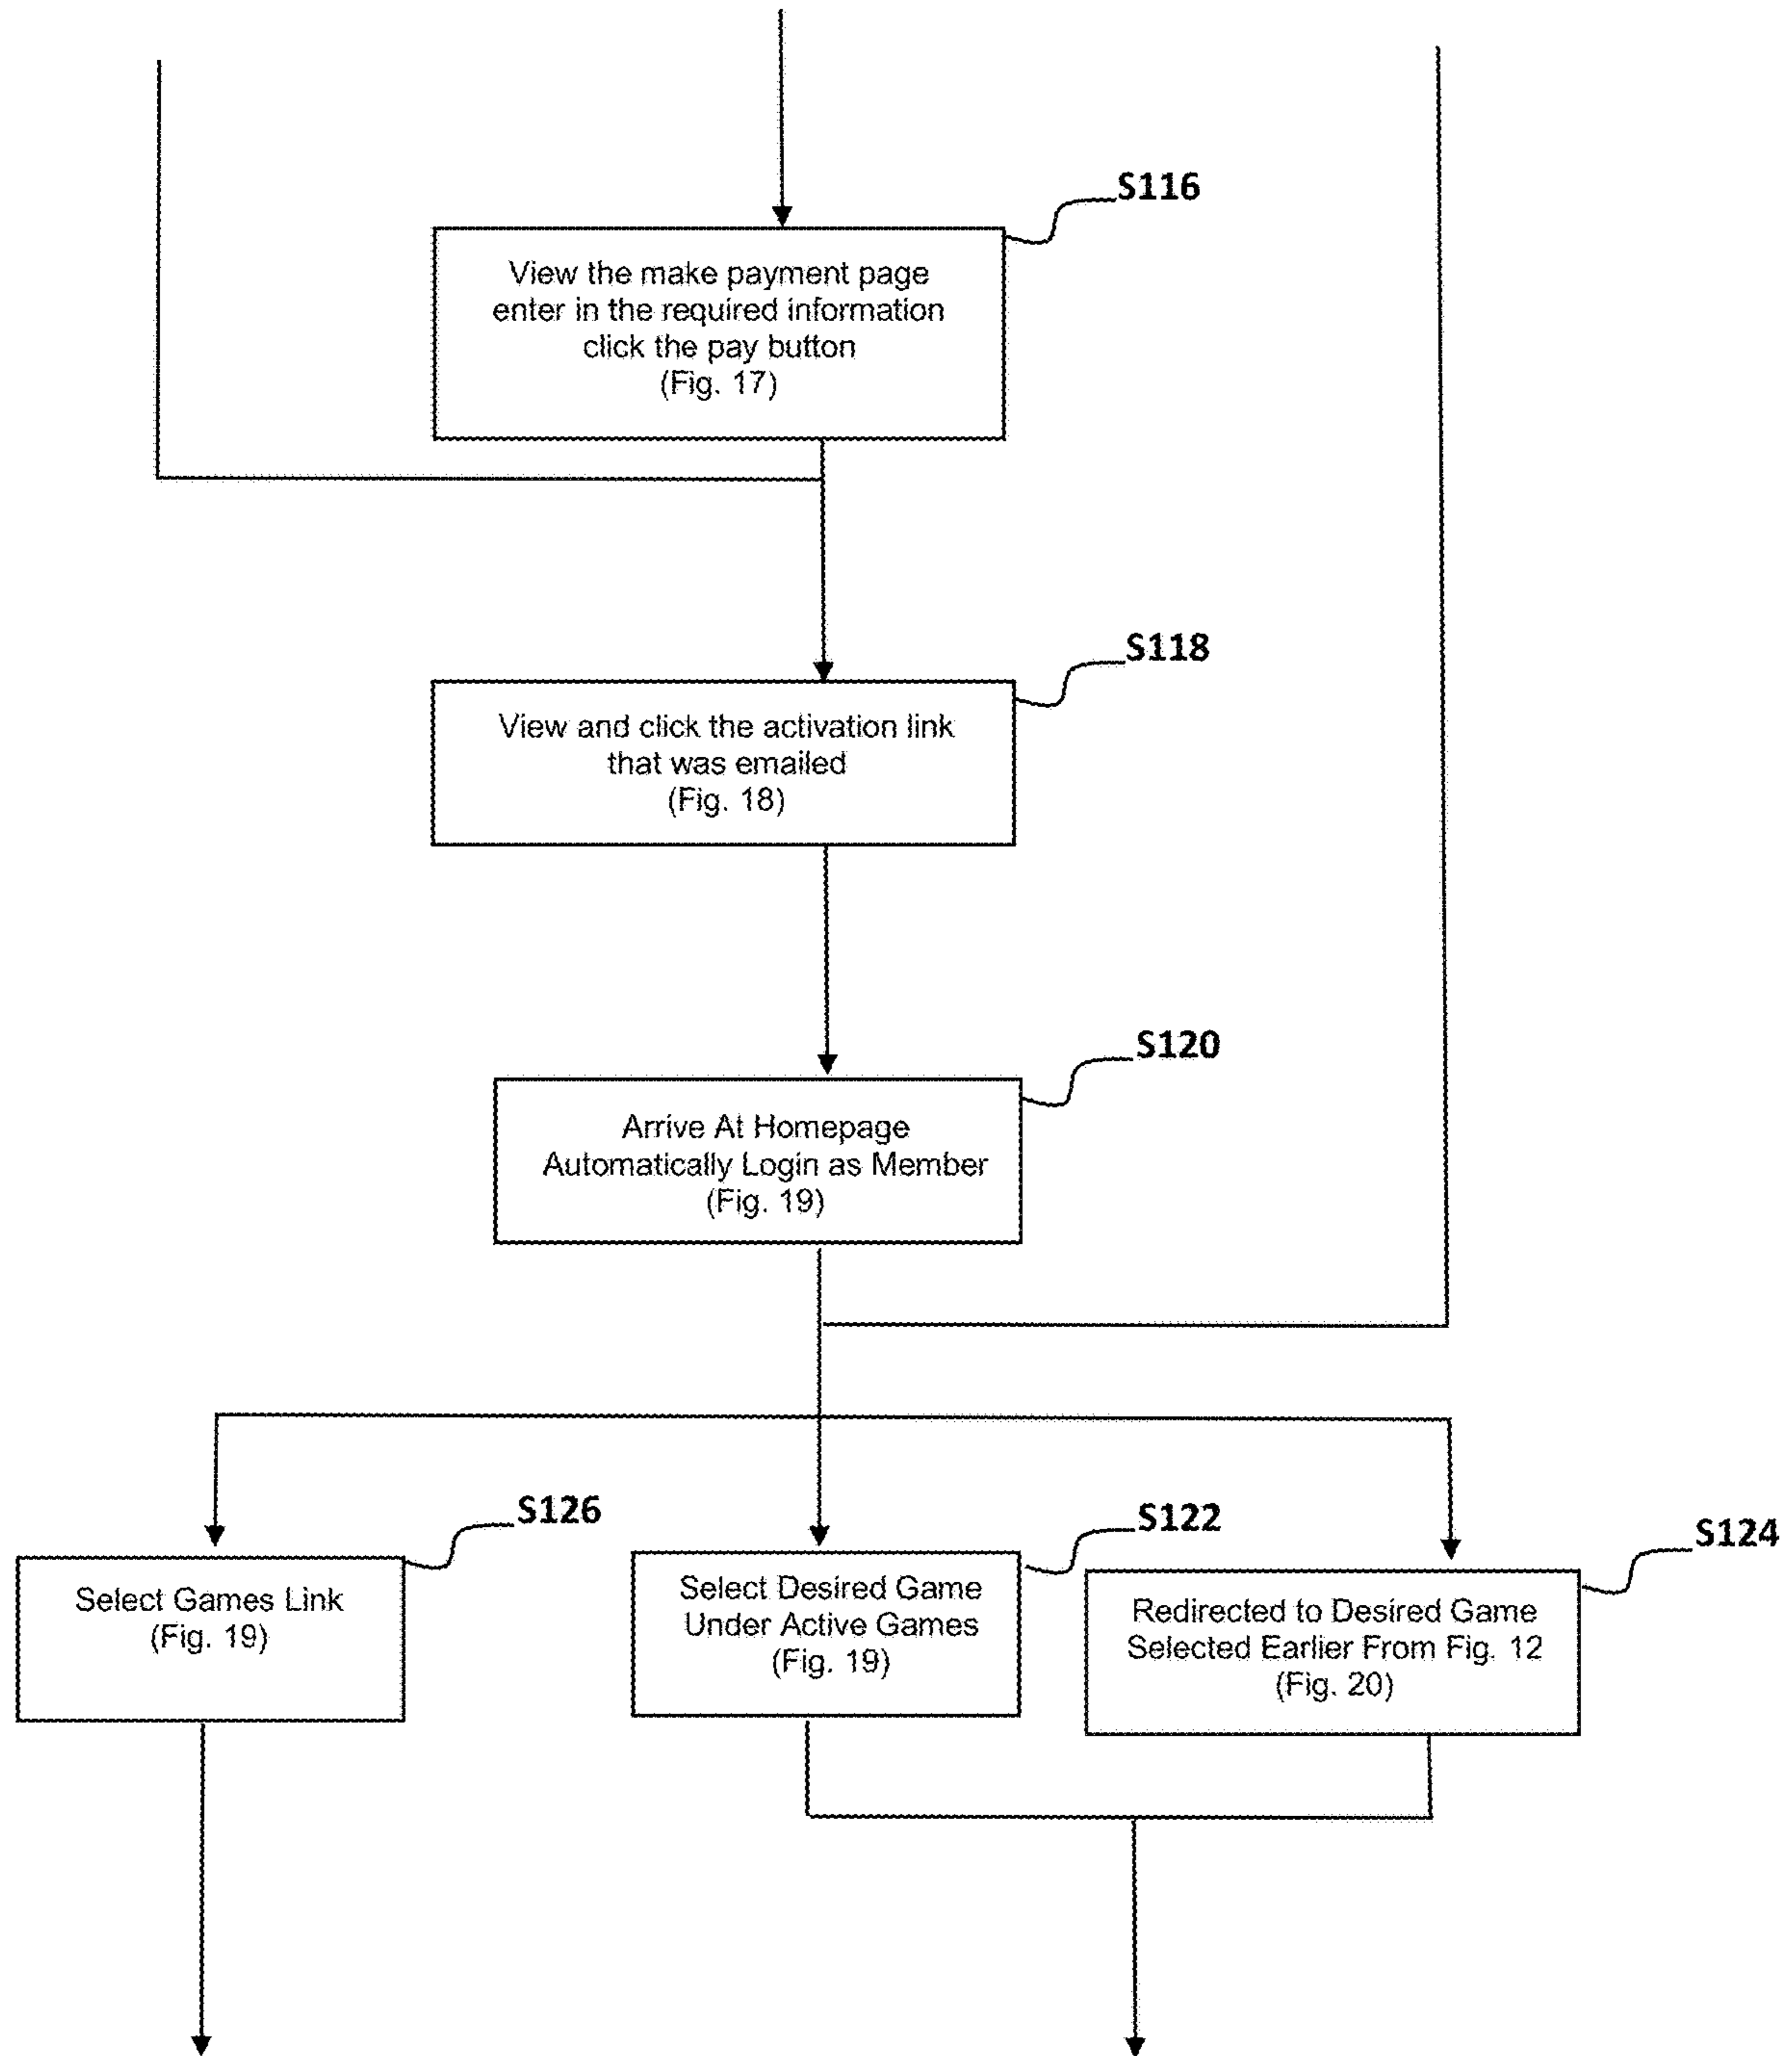 S116
View the make payment page
enter in the required information
click the pay button
(Fig. 17)
S118
View and click the activation link
that was emailed
(Fig. 18)
S120
Arrive At Homepage
Automatically Login as Member
(Fig. 19)
S126
Select Games Link
(Fig. 19)
S122
Select Desired Game
Under Active Games
(Fig. 19)
S124
Redirected to Desired Game
Selected Earlier From Fig. 12
(Fig. 20)